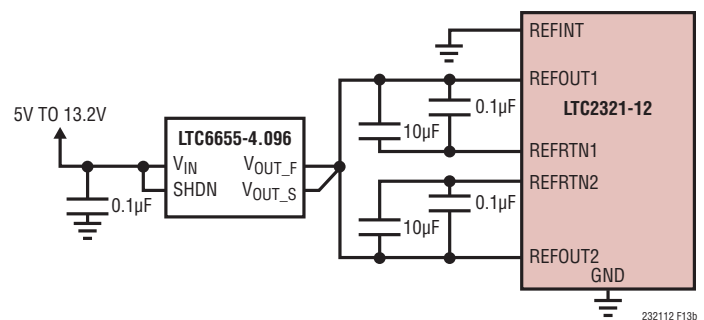 REFINT
REFOUT1
5V TO 13.2V
0.1µF
LTC2321-12
LTC6655-4.096
10µF
VIN
VOUT_F
REFRTN1
SHDN
VOUT_S
REFRTN2
0.1µF
0.1µF
10µF
REFOUT2
GND
232112 F13b